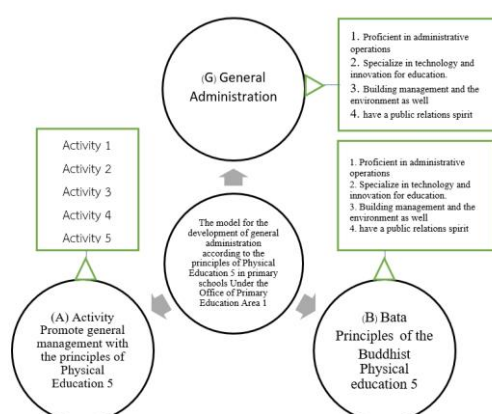 (G) General
Administration
1. Proficient in administrative
operations
2. Specialize in technology and
innovation for education.
3. Building management and the
environment as well
4. have a public relations spirit
Activity 1
Activity 2
Activity 3
Activity 4
Activity 5
1. Proficient in administrative
operations
2. Specialize in technology and
innovation for education.
3. Building management and the
environment as well
4. have a public relations spirit
The model for the
development of general
administration
according to the
principles of Physical
Education 5 in primary
schools Under the
Office of Primary
Education Area 1
(A) Activity
Promote general
management with
the principles of
Physical
Education 5
(B) Bata
Principles of the
Buddhist
Physical
education 5